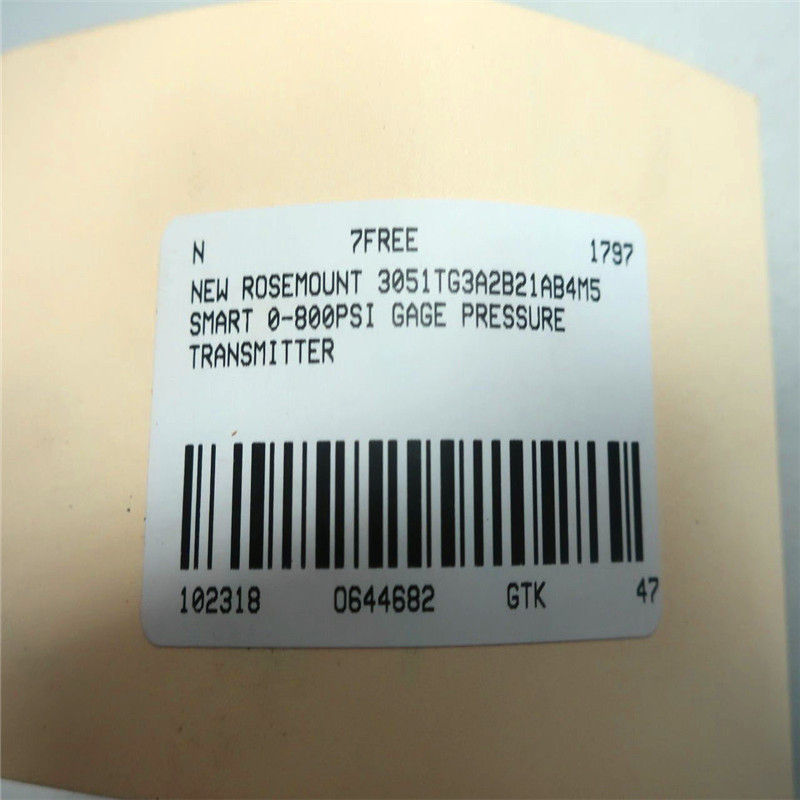 N 7FREE 1797
NEW ROSEMOUNT 3051TG3A2B21AB4M5
SMART 0-800PSI GAGE PRESSURE
TRANSMITTER
102318 0644682 GTK 47